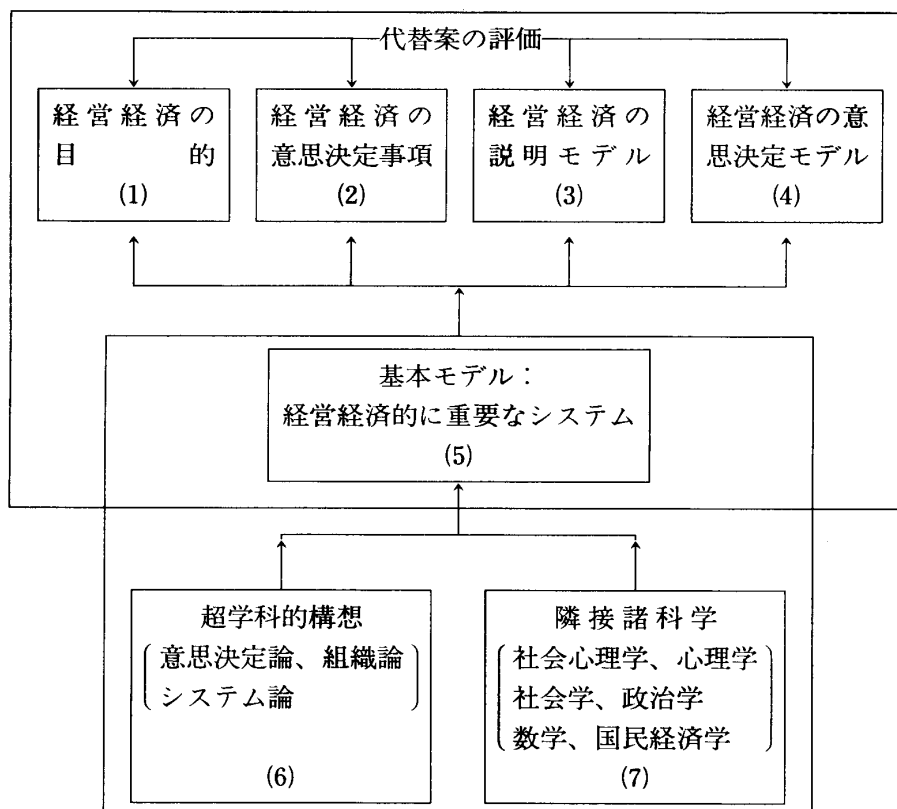 代替案の評価
経営経済の
目的
(1)
経営経済の
意思決定事項
(2)
経営経済の
説明モデル
(3)
経営経済の意
思決定モデル
(4)
基本モデル：
経営経済的に重要なシステム
(5)
超学科的構想
意思決定論、組織論
システム論
(6)
隣接諸科学
社会心理学、心理学
社会学、政治学
数学、国民経済学
(7)